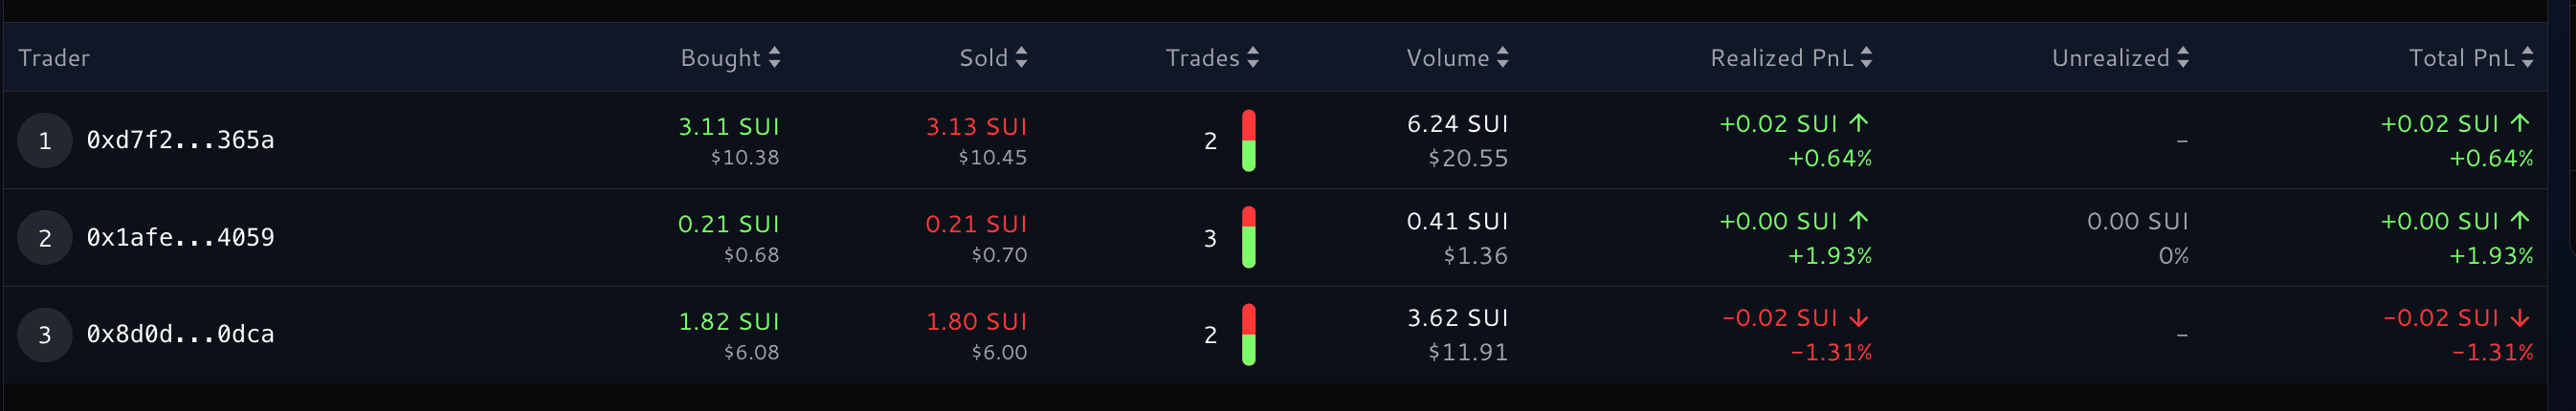 Trader Bought Sold Trades Volume Realized PnL Unrealized Total PnL
1 0xd7f2...365a 3.11 SUI 3.13 SUI 2 6.24 SUI +0.02 SUI ↑ – +0.02 SUI ↑
$10.38 $10.45 $20.55 +0.64% +0.64%
2 0x1afe...4059 0.21 SUI 0.21 SUI 3 0.41 SUI +0.00 SUI ↑ 0.00 SUI +0.00 SUI ↑
$0.68 $0.70 $1.36 +1.93% 0% +1.93%
3 0x8d0d...0dca 1.82 SUI 1.80 SUI 2 3.62 SUI -0.02 SUI ↓ – -0.02 SUI ↓
$6.08 $6.00 $11.91 -1.31% -1.31%